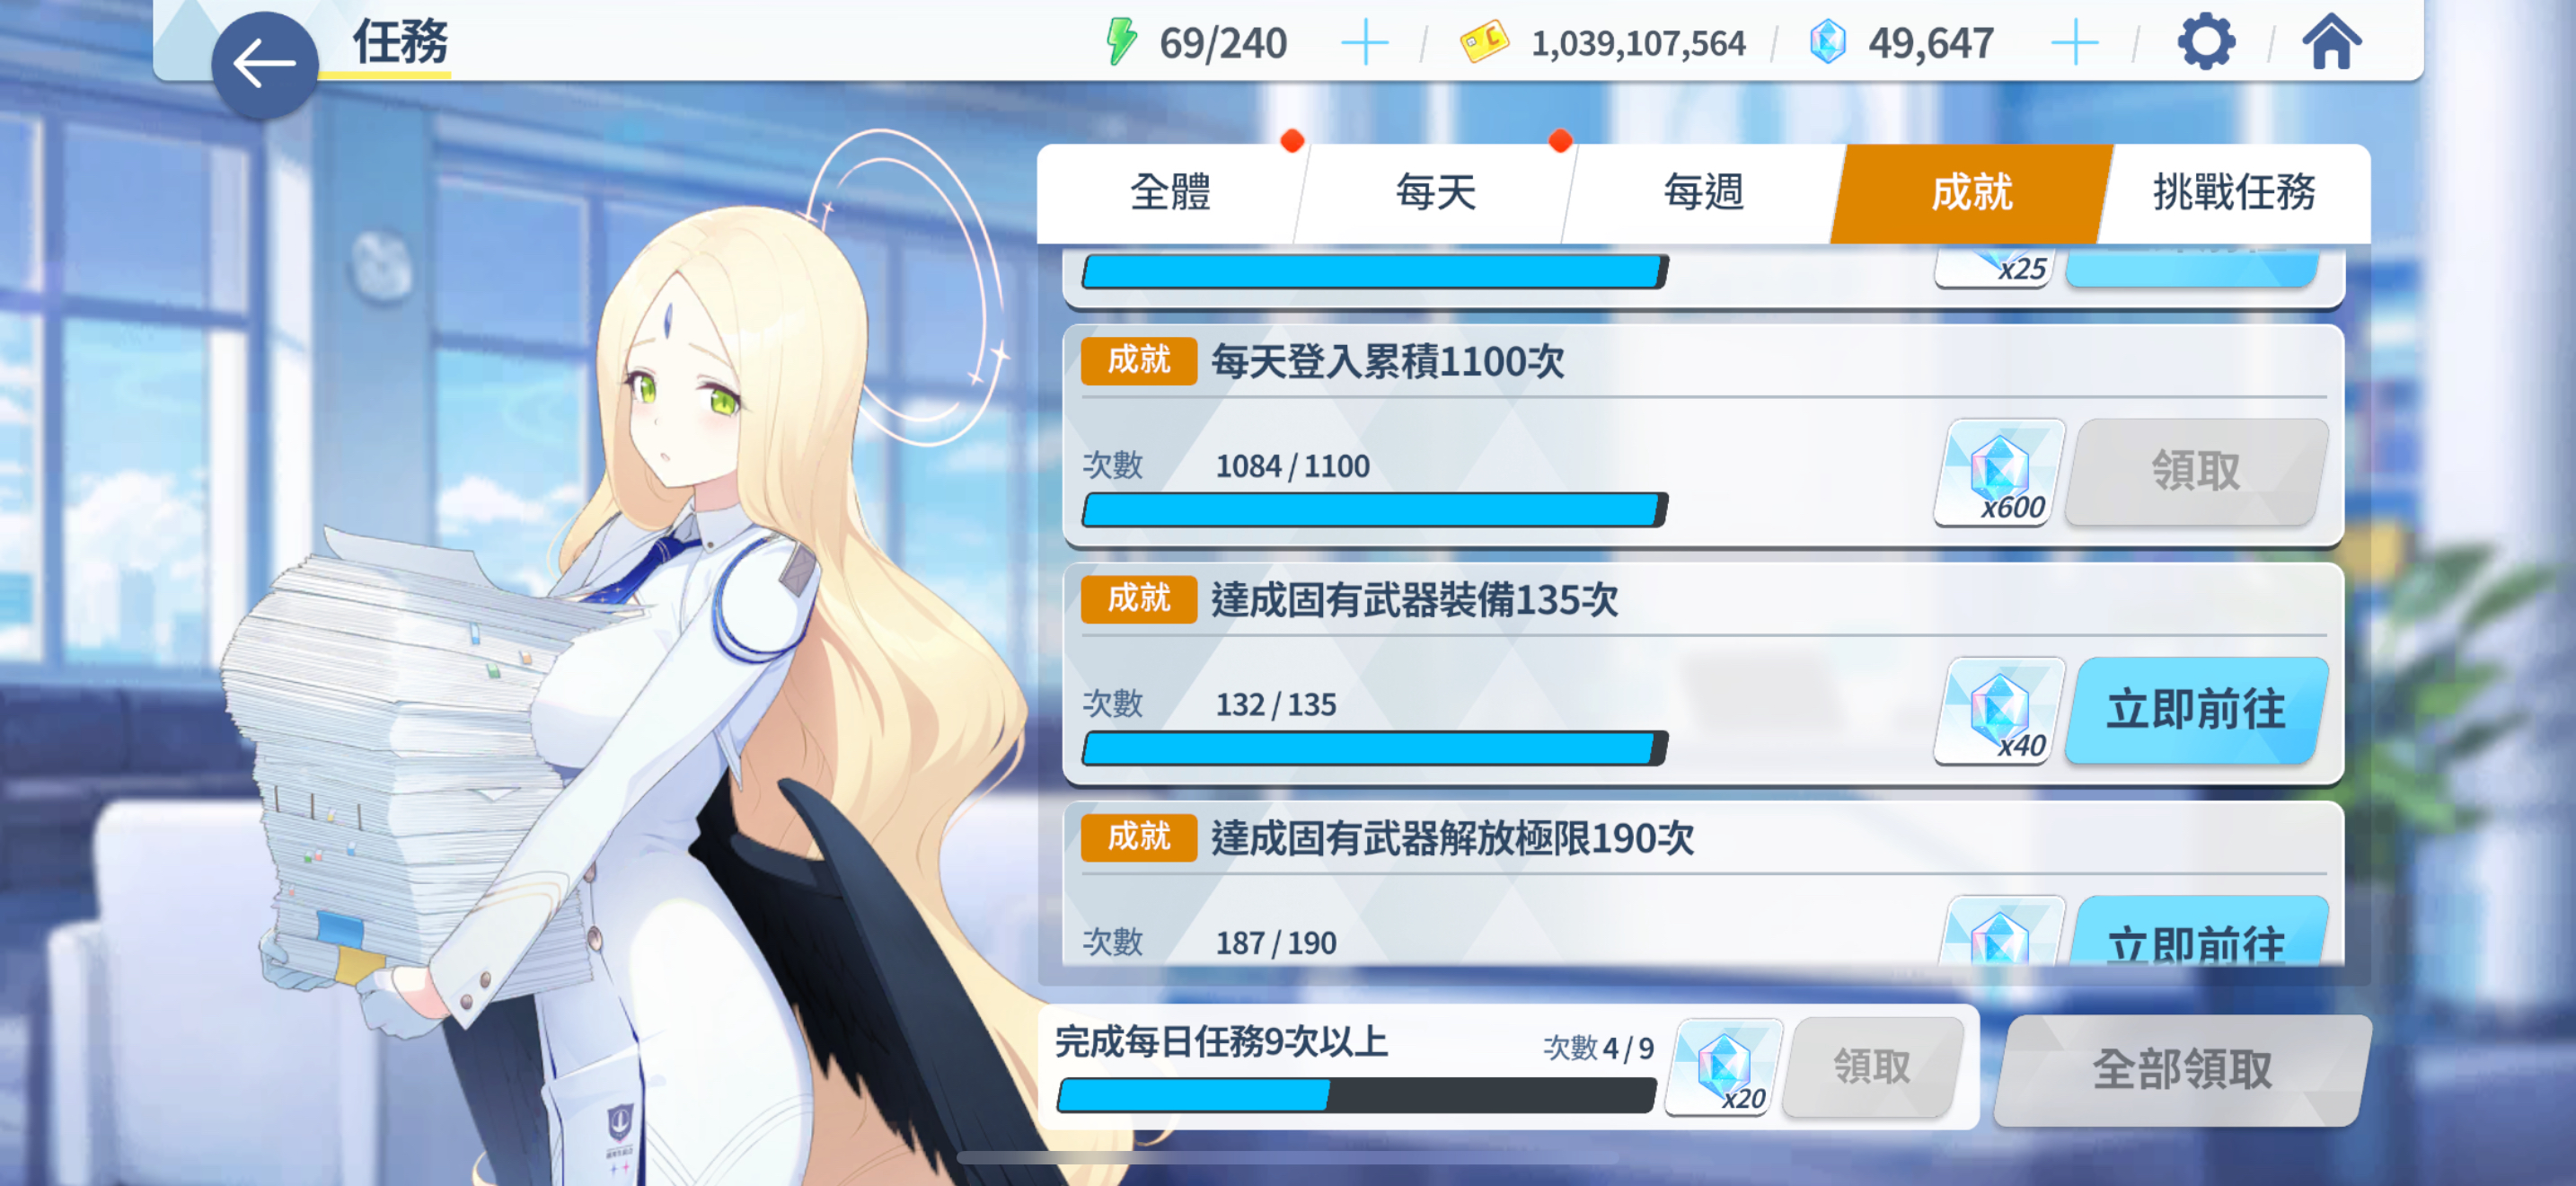 任務
69/240
1,039,107,564
49,647
全體
每天
每週
成就
挑戰任務
x25
成就 每天登入累積1100次
次數 1084 / 1100
x600
領取
成就 達成固有武器裝備135次
次數 132 / 135
x40
立即前往
成就 達成固有武器解放極限190次
次數 187 / 190
立即前往
完成每日任務9次以上
次數 4 / 9
x20
領取
全部領取